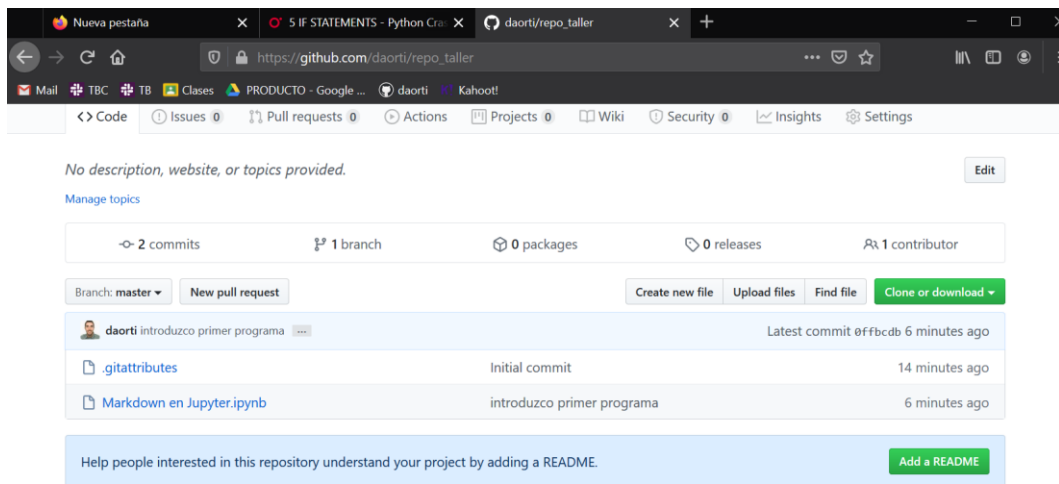 Nueva pestaña
5 IF STATEMENTS - Python Cras
daorti/repo_taller
https://github.com/daorti/repo_taller
Mail TBC TB Clases PRODUCTO - Google ... daorti Kahoot!
Code Issues 0 Pull requests 0 Actions Projects 0 Wiki Security 0 Insights Settings
No description, website, or topics provided. Edit
Manage topics
2 commits 1 branch 0 packages 0 releases 1 contributor
Branch: master New pull request Create new file Upload files Find file Clone or download
daorti introduzco primer programa ... Latest commit 0ffbcdb 6 minutes ago
.gitattributes Initial commit 14 minutes ago
Markdown en Jupyter.ipynb introduzco primer programa 6 minutes ago
Help people interested in this repository understand your project by adding a README. Add a README